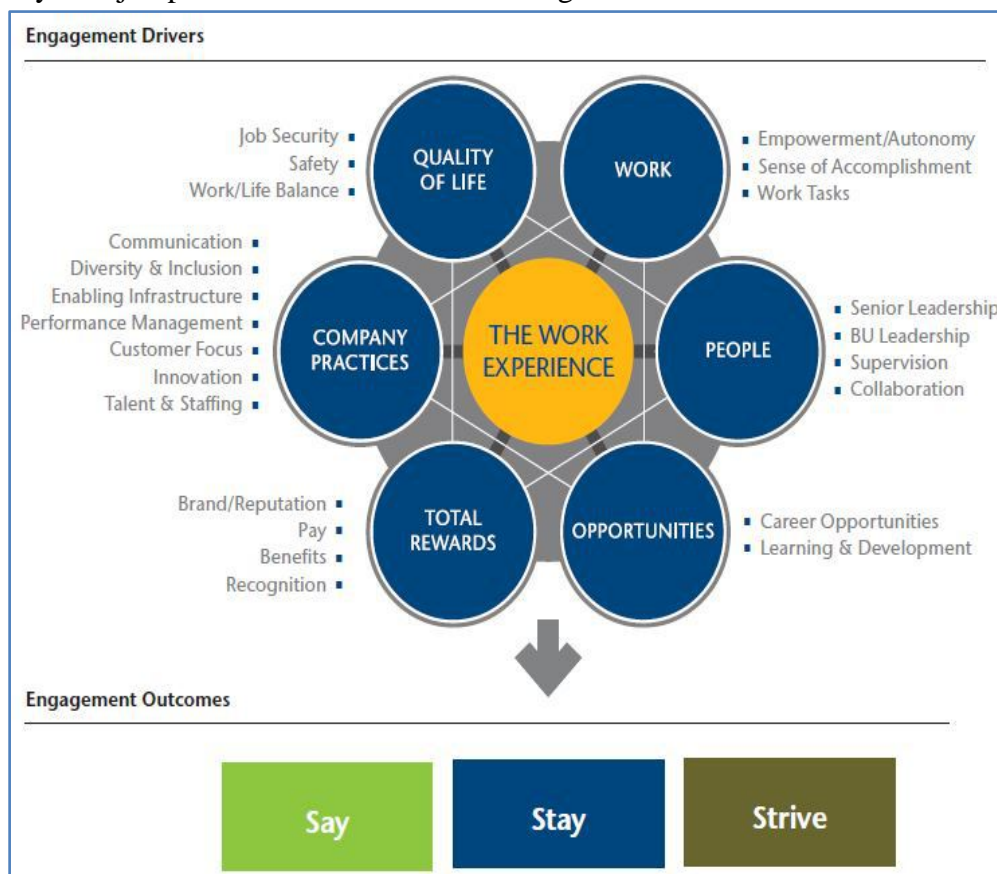 Engagement Drivers
Job Security
Safety
Work/Life Balance
QUALITY
OF LIFE
WORK
Empowerment/Autonomy
Sense of Accomplishment
Work Tasks
Communication
Diversity & Inclusion
Enabling Infrastructure
Performance Management
Customer Focus
Innovation
Talent & Staffing
COMPANY
PRACTICES
THE WORK
EXPERIENCE
PEOPLE
Senior Leadership
BU Leadership
Supervision
Collaboration
Brand/Reputation
Pay
Benefits
Recognition
TOTAL
REWARDS
OPPORTUNITIES
Career Opportunities
Learning & Development
Engagement Outcomes
Say
Stay
Strive